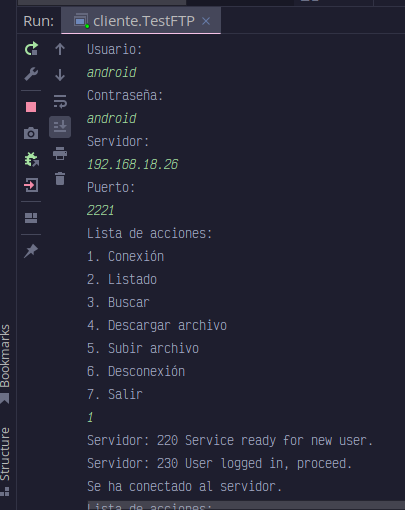 Run:
cliente.TestFTP
Usuario:
android
Contraseña:
android
Servidor:
192.168.18.26
Puerto:
2221
Lista de acciones:
1. Conexión
2. Listado
3. Buscar
4. Descargar archivo
5. Subir archivo
6. Desconexión
7. Salir
1
Servidor: 220 Service ready for new user.
Servidor: 230 User logged in, proceed.
Se ha conectado al servidor.
Lista de acciones:
Bookmarks
Structure